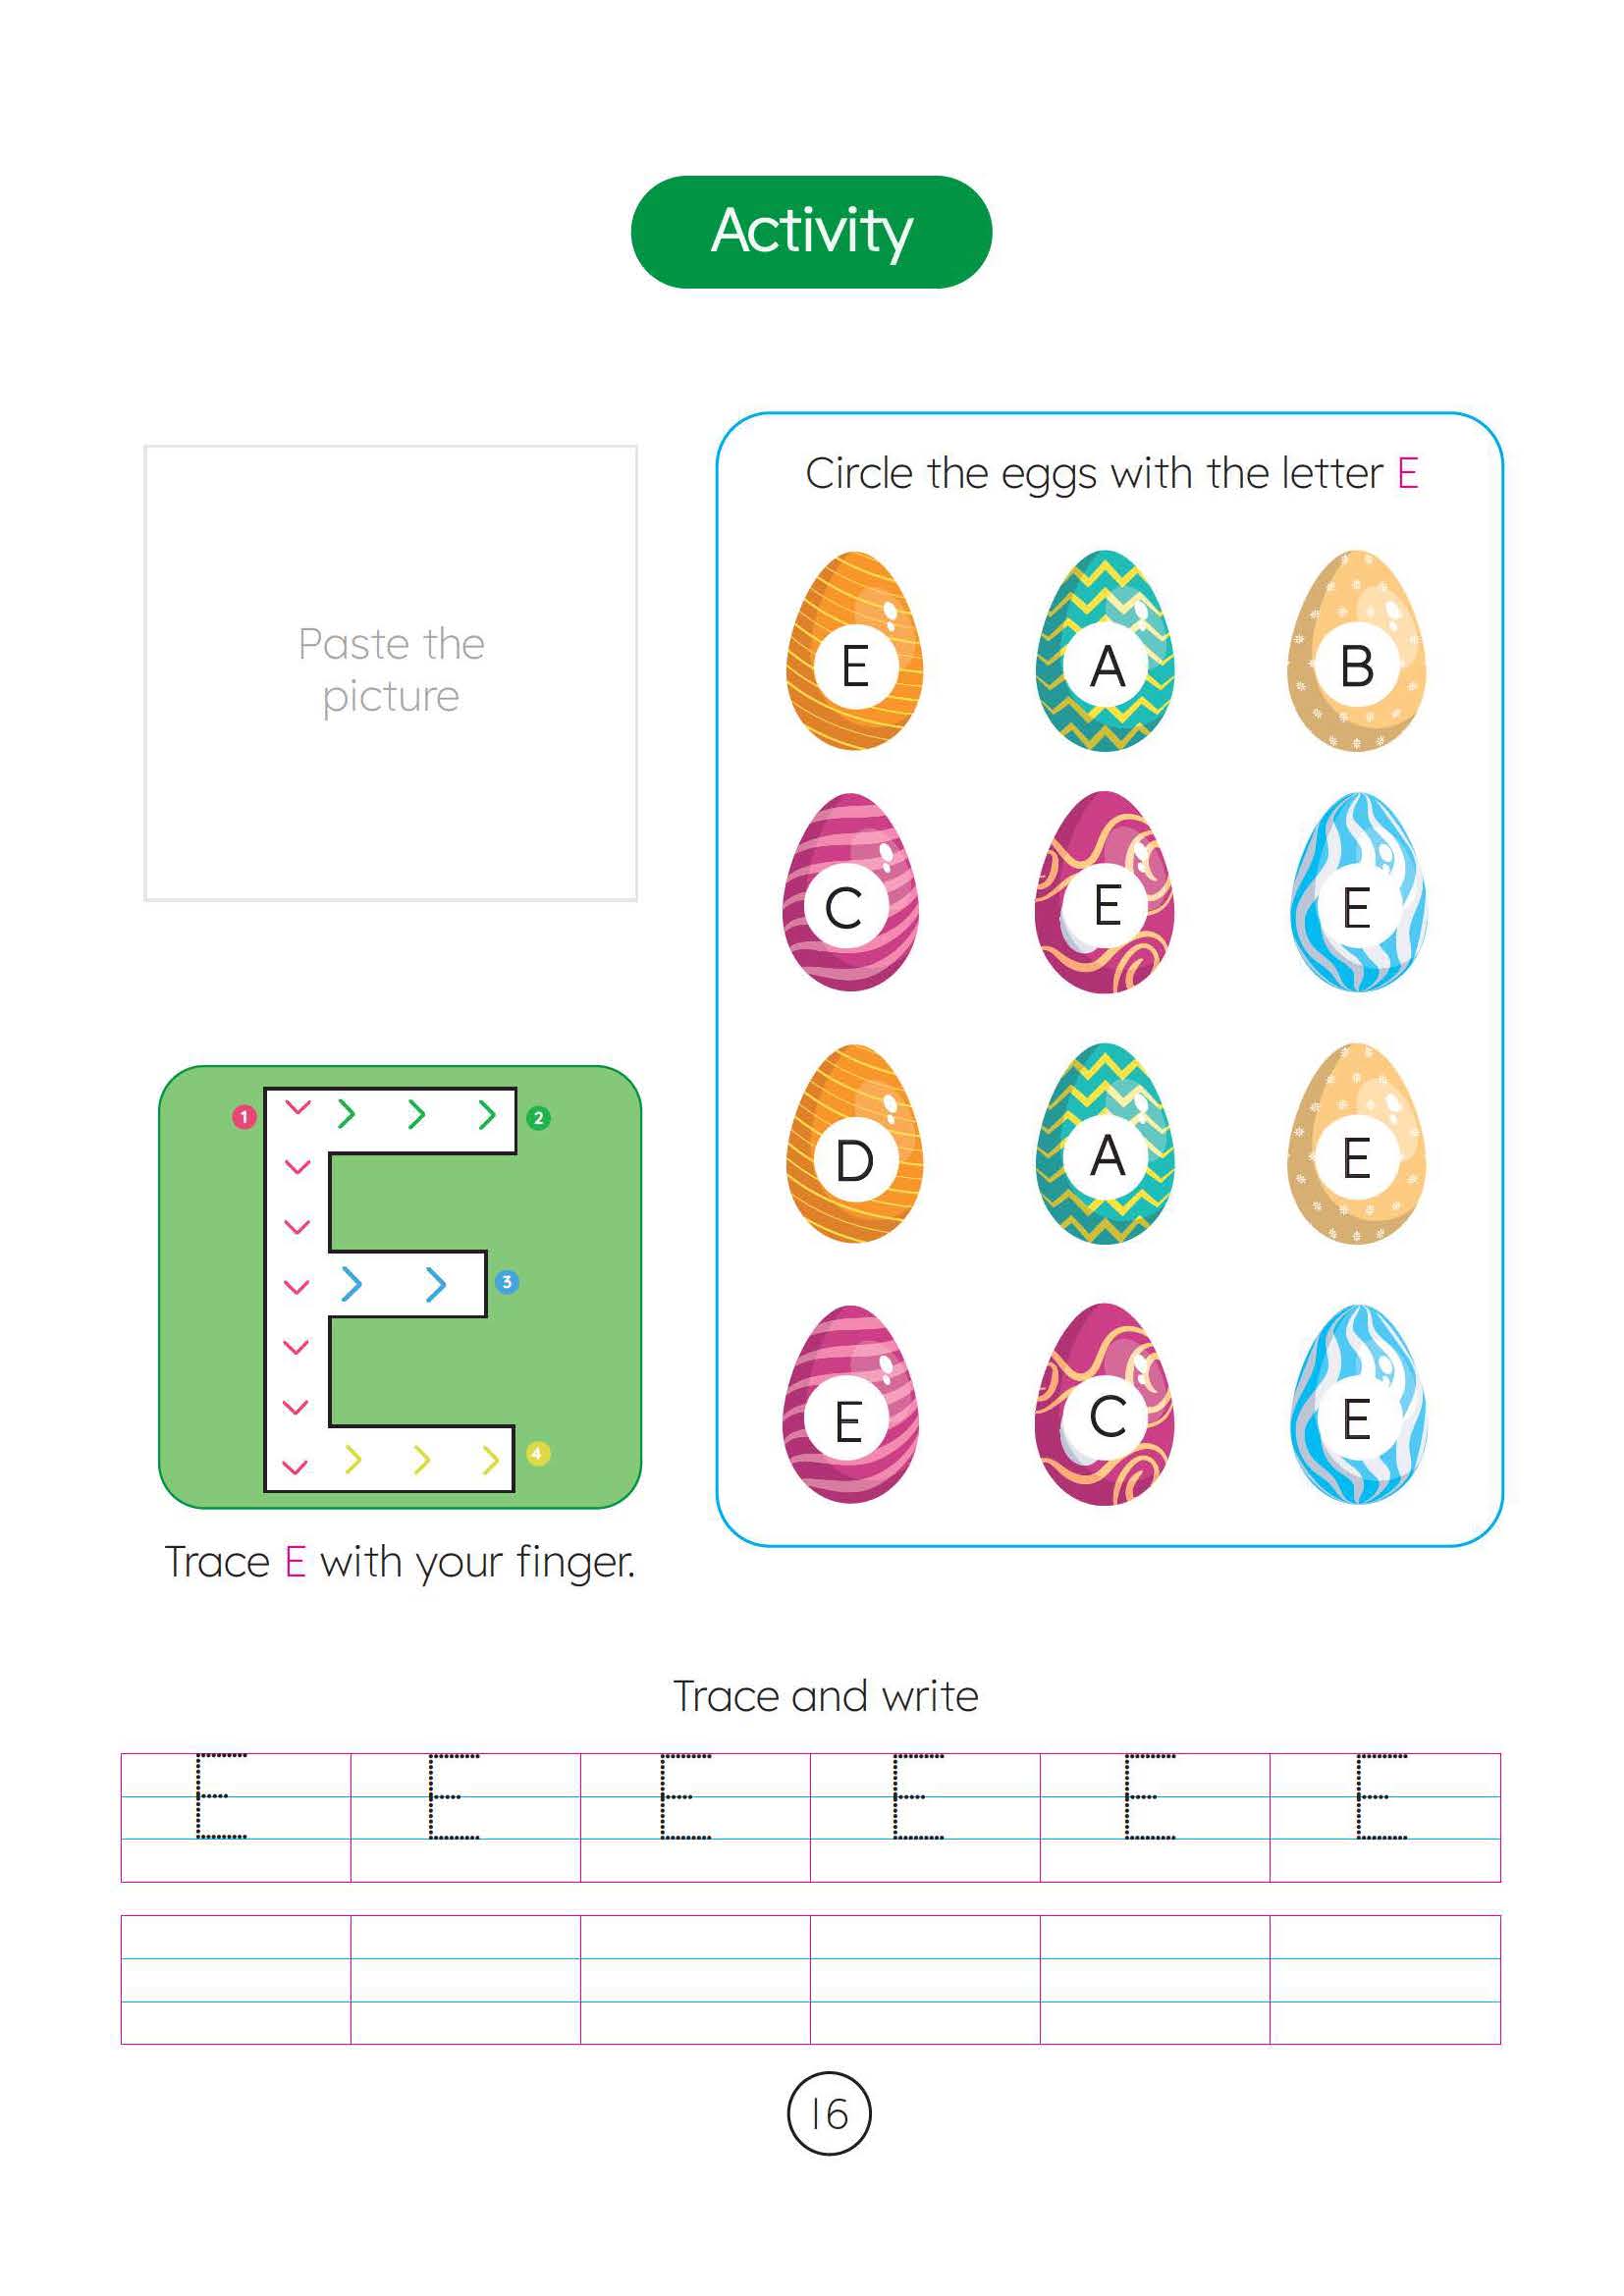 Activity
Paste the
picture
Circle the eggs with the letter E
E A B
C E E
D A E
E C E
1 2
3
4
Trace E with your finger.
Trace and write
E E E E E E
16